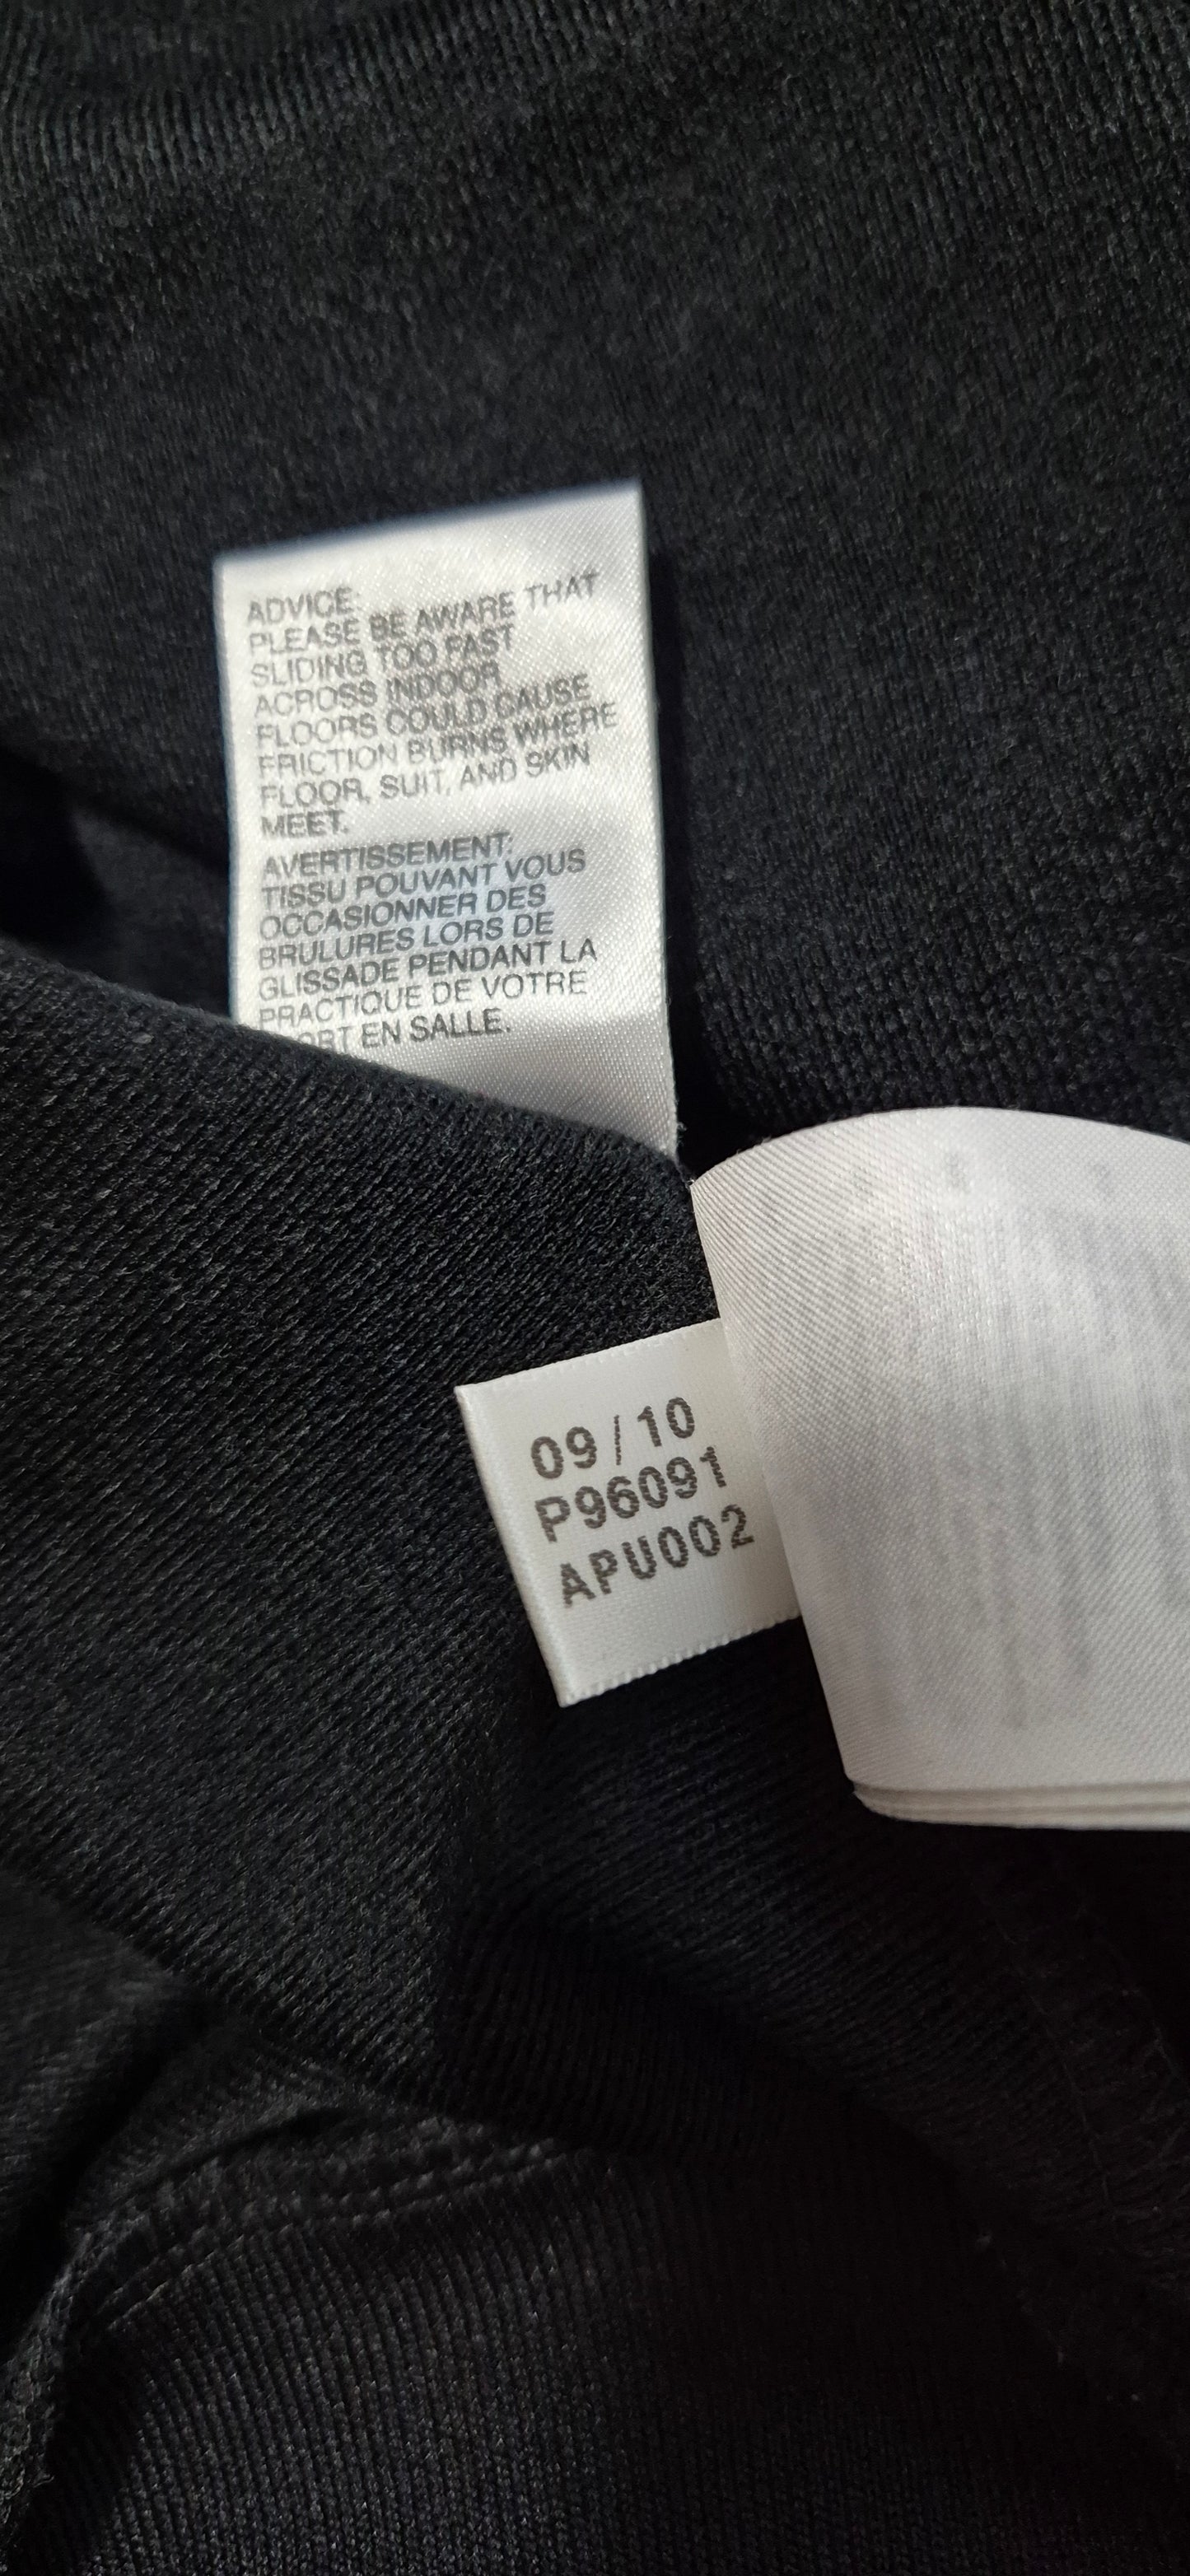 ADVICE:
PLEASE BE AWARE THAT
SLIDING TOO FAST
ACROSS INDOOR
FLOORS COULD CAUSE
FRICTION BURNS WHERE
FLOOR, SUIT, AND SKIN
MEET.
AVERTISSEMENT:
TISSU POUVANT VOUS
OCCASIONNER DES
BRULURES LORS DE
GLISSADE PENDANT LA
PRACTIQUE DE VOTRE
EN SALLE.
09/10
P96091
APU002